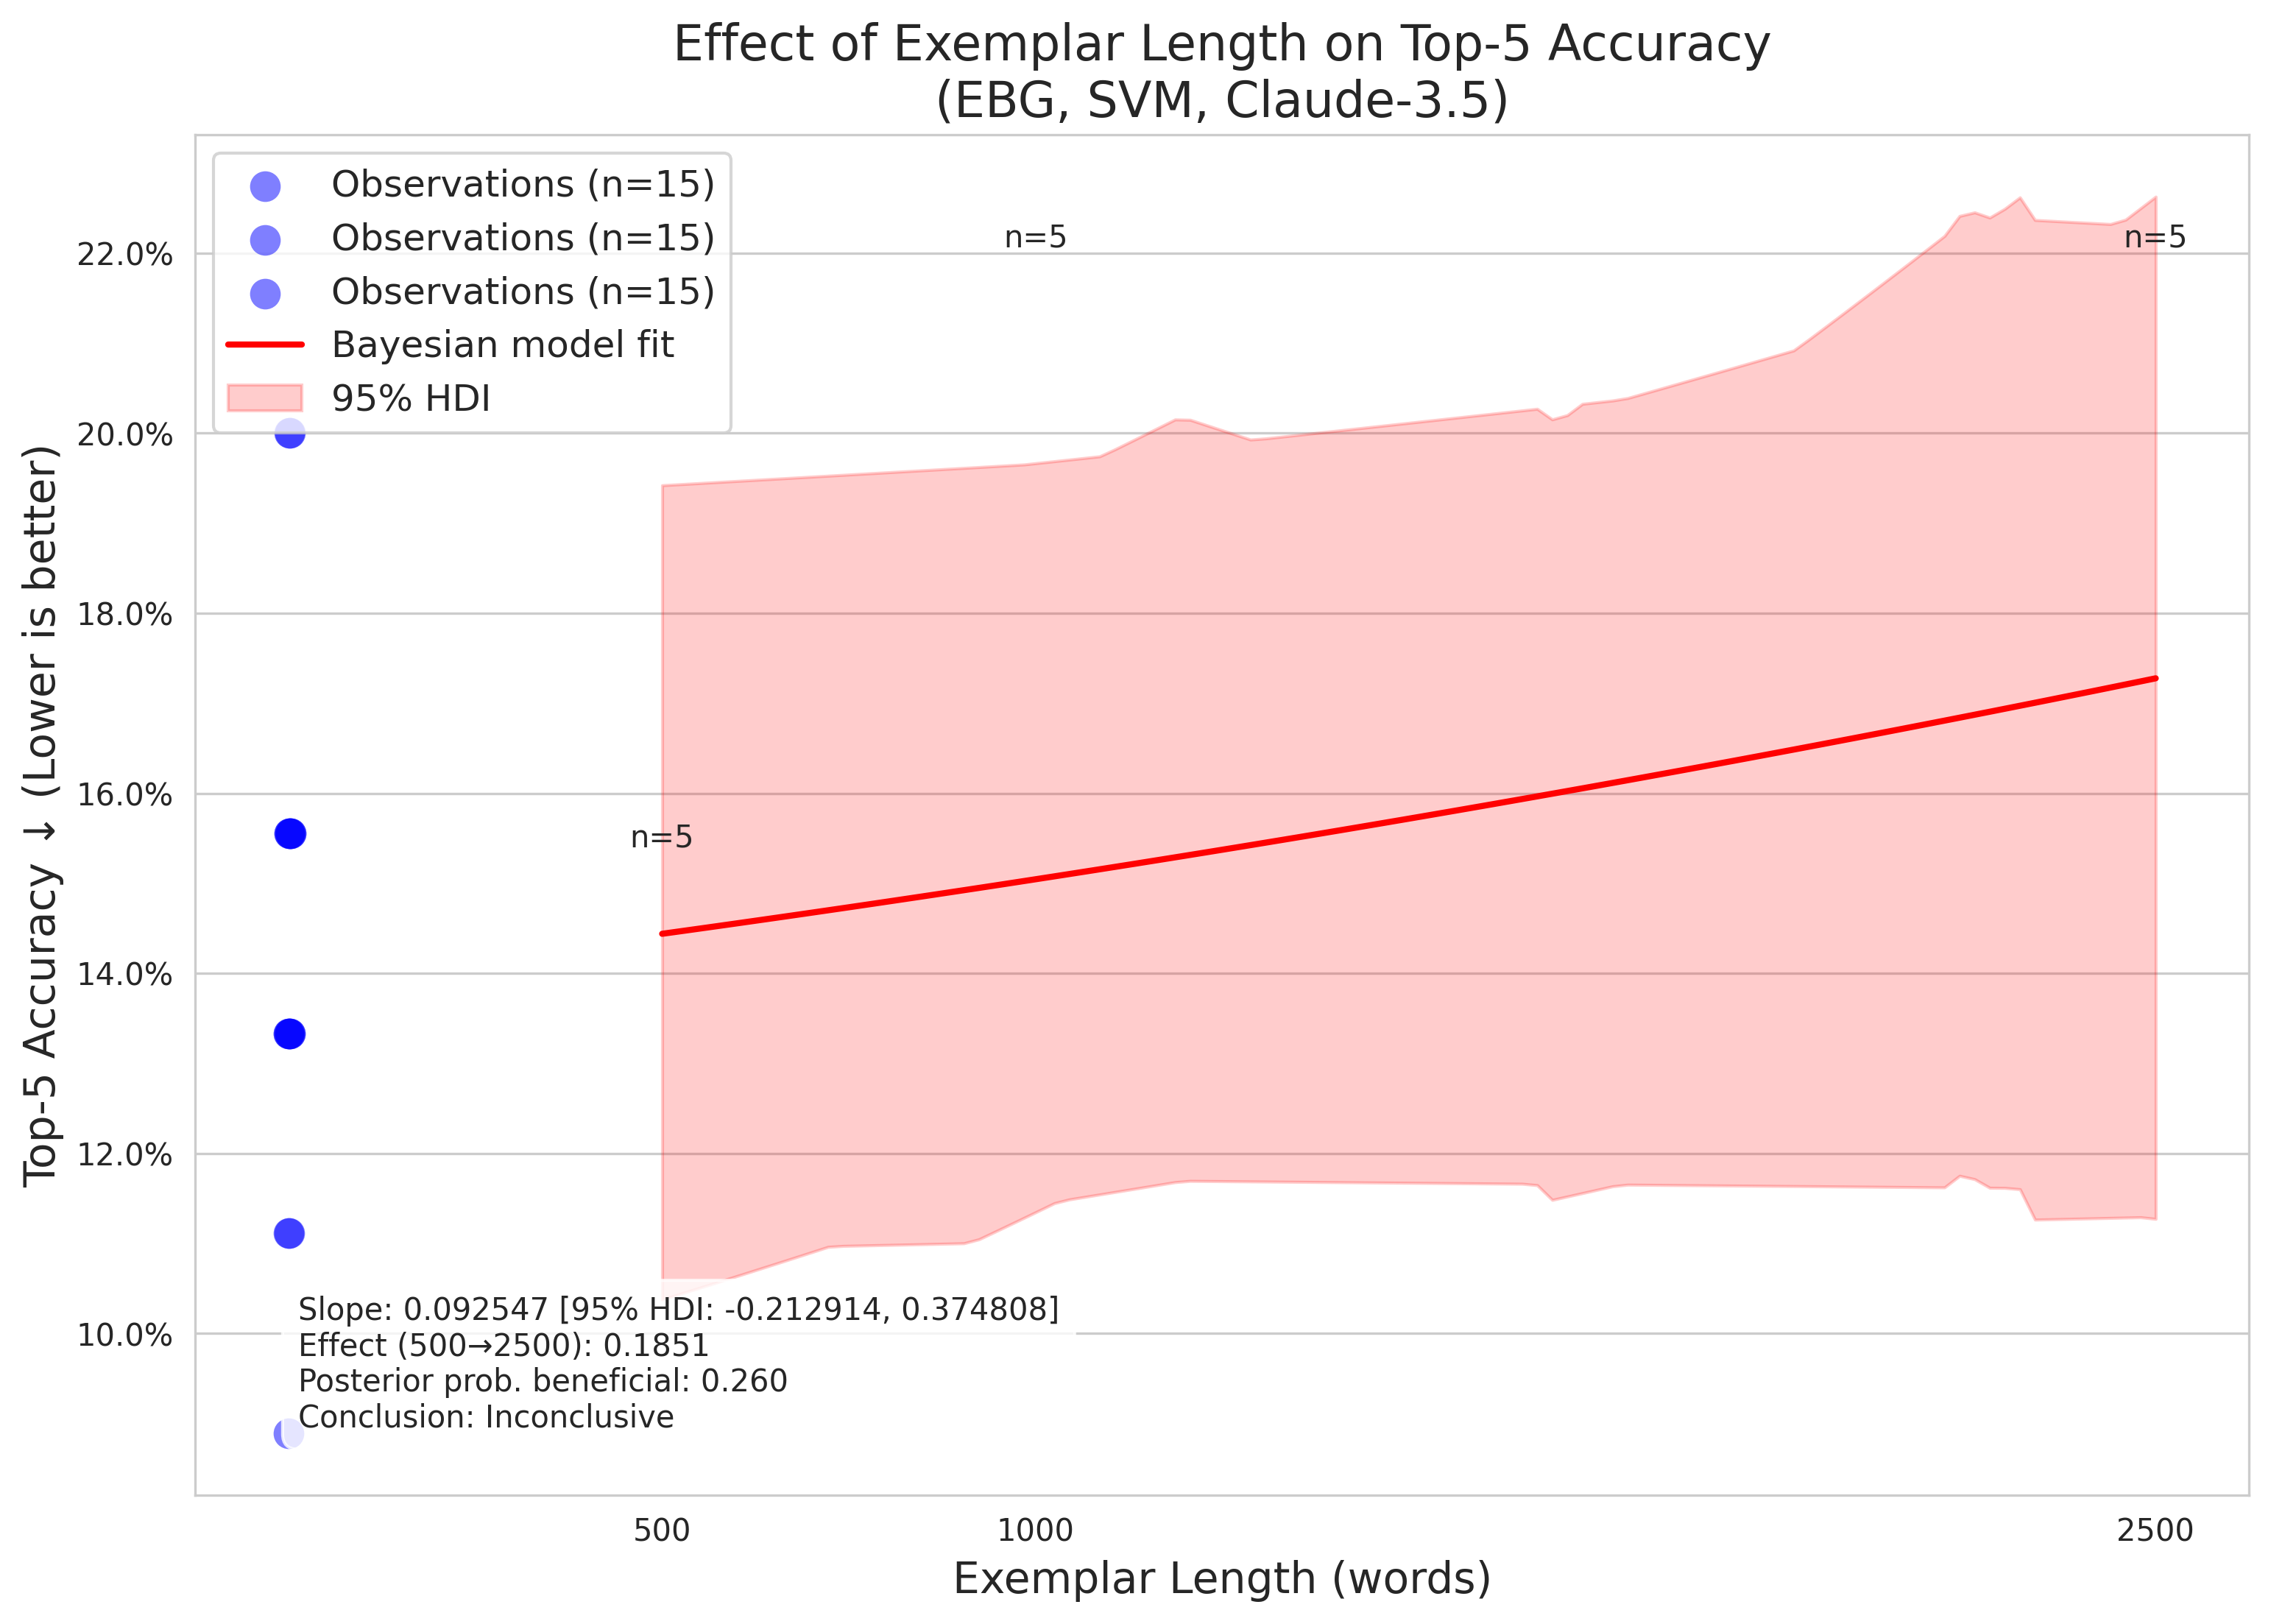 Effect of Exemplar Length on Top-5 Accuracy
(EBG, SVM, Claude-3.5)
Observations (n=15)
Observations (n=15)
Observations (n=15)
Bayesian model fit
95% HDI
n=5
n=5
n=5
22.0%
20.0%
18.0%
16.0%
14.0%
12.0%
10.0%
Top-5 Accuracy ↓ (Lower is better)
Slope: 0.092547 [95% HDI: -0.212914, 0.374808]
Effect (500→2500): 0.1851
Posterior prob. beneficial: 0.260
Conclusion: Inconclusive
500
1000
2500
Exemplar Length (words)